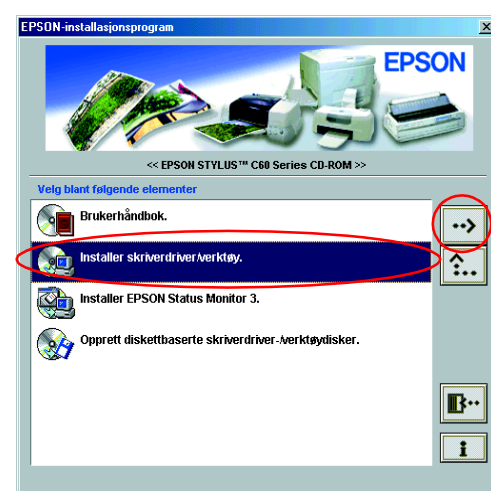 EPSON-installasjonsprogram
EPSON
<< EPSON STYLUS™ C60 Series CD-ROM >>
Velg blant følgende elementer
Brukerhåndbok.
Installer skriverdriver/verktøy.
Installer EPSON Status Monitor 3.
Opprett diskettbaserte skriverdriver-/verktøydisker.